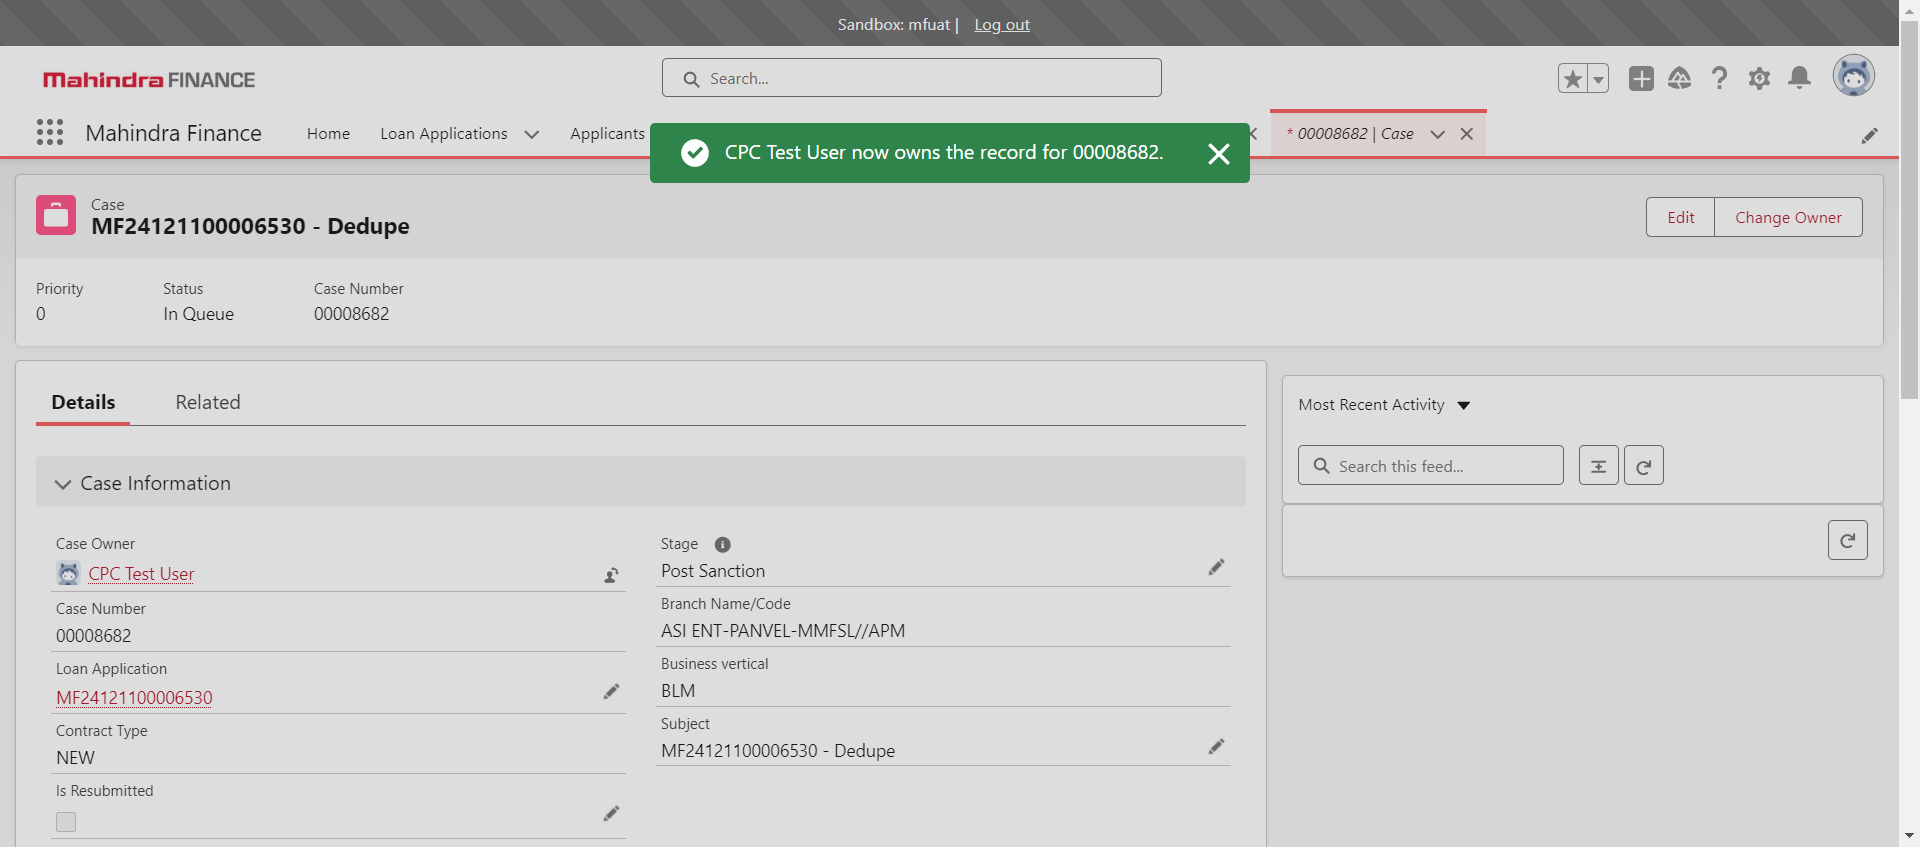 Sandbox: mfuat | Log out
Mahindra FINANCE
Search...
Mahindra Finance
Home
Loan Applications
Applicants
* 00008682 | Case
CPC Test User now owns the record for 00008682.
Case
MF24121100006530 - Dedupe
Edit
Change Owner
Priority
0
Status
In Queue
Case Number
00008682
Details
Related
Most Recent Activity
Search this feed...
Case Information
Case Owner
CPC Test User
Case Number
00008682
Loan Application
MF24121100006530
Contract Type
NEW
Is Resubmitted
Stage
Post Sanction
Branch Name/Code
ASI ENT-PANVEL-MMFSL//APM
Business vertical
BLM
Subject
MF24121100006530 - Dedupe